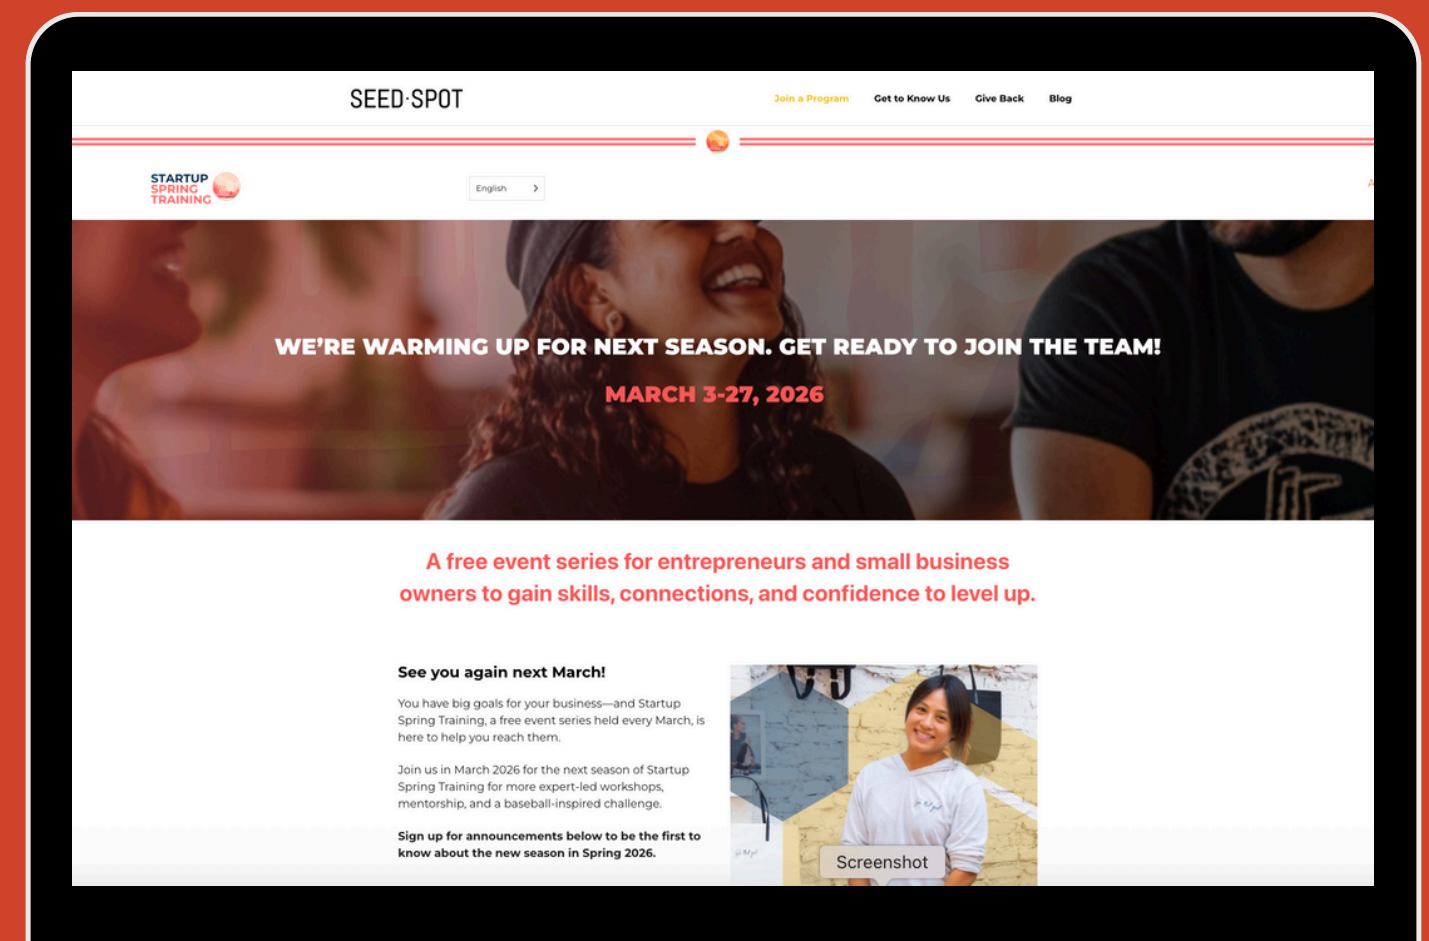 SEED·SPOT
Join a Program Get to Know Us Give Back Blog
STARTUP
SPRING
TRAINING
English
WE'RE WARMING UP FOR NEXT SEASON. GET READY TO JOIN THE TEAM!
MARCH 3-27, 2026
A free event series for entrepreneurs and small business
owners to gain skills, connections, and confidence to level up.
See you again next March!
You have big goals for your business—and Startup
Spring Training, a free event series held every March, is
here to help you reach them.
Join us in March 2026 for the next season of Startup
Spring Training for more expert-led workshops,
mentorship, and a baseball-inspired challenge.
Sign up for announcements below to be the first to
know about the new season in Spring 2026.
Screenshot